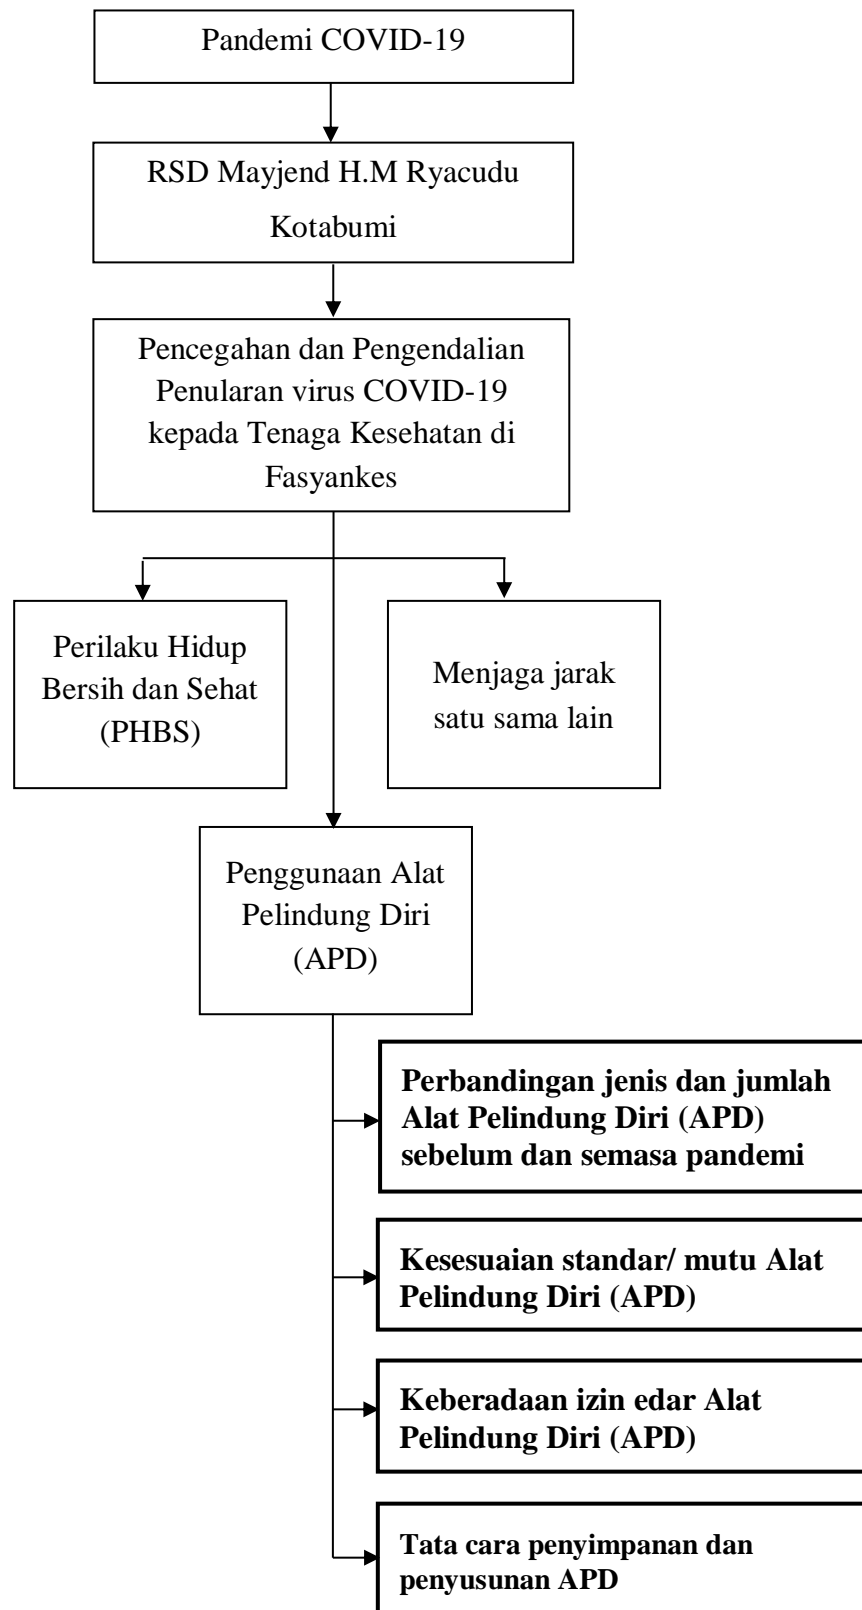 Pandemi COVID-19
RSD Mayjend H.M Ryacudu
Kotabumi
Pencegahan dan Pengendalian
Penularan virus COVID-19
kepada Tenaga Kesehatan di
Fasyankes
Perilaku Hidup
Bersih dan Sehat
(PHBS)
Menjaga jarak
satu sama lain
Penggunaan Alat
Pelindung Diri
(APD)
Perbandingan jenis dan jumlah
Alat Pelindung Diri (APD)
sebelum dan semasa pandemi
Kesesuaian standar/ mutu Alat
Pelindung Diri (APD)
Keberadaan izin edar Alat
Pelindung Diri (APD)
Tata cara penyimpanan dan
penyusunan APD